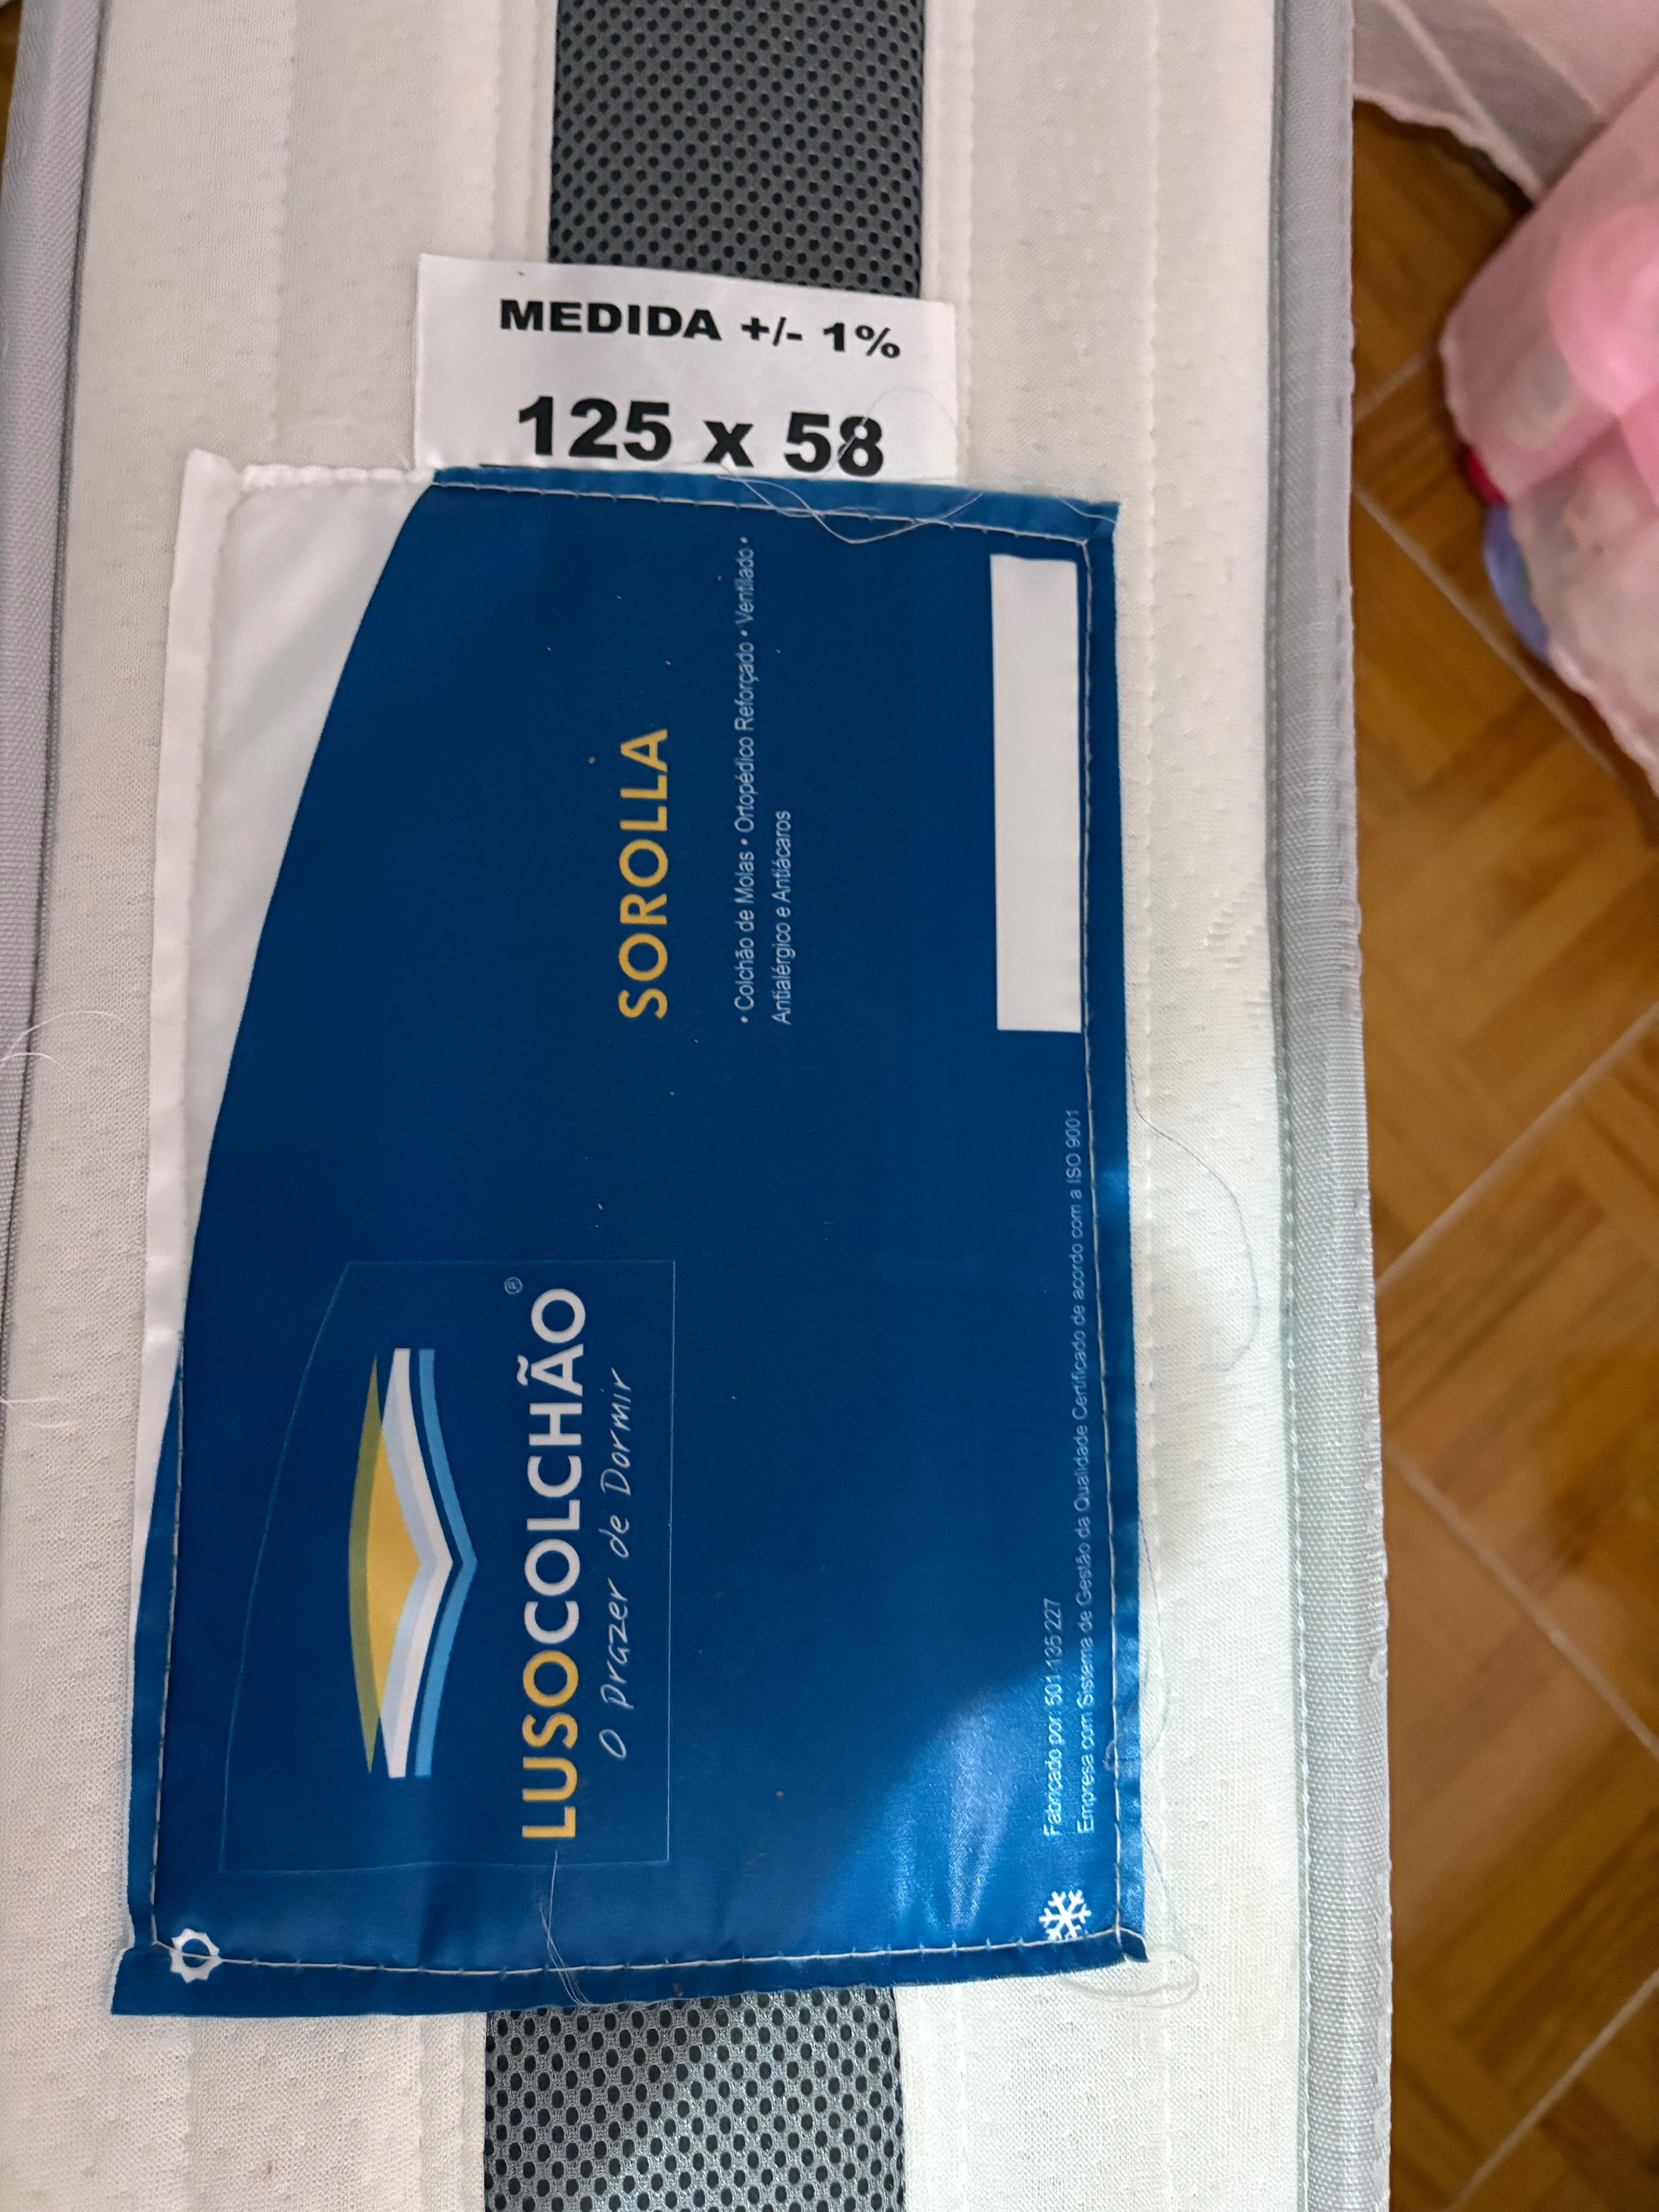 MEDIDA +/- 1%
125 x 58
LUSOCOLCHÃO®
O Prazer de Dormir
SOROLLA
• Colchão de Molas • Ortopédico Reforçado • Ventilado •
Antialérgico e Antiácaros
Fabricado por: 501 135 227
Empresa com Sistema de Gestão da Qualidade Certificado de acordo com a ISO 9001